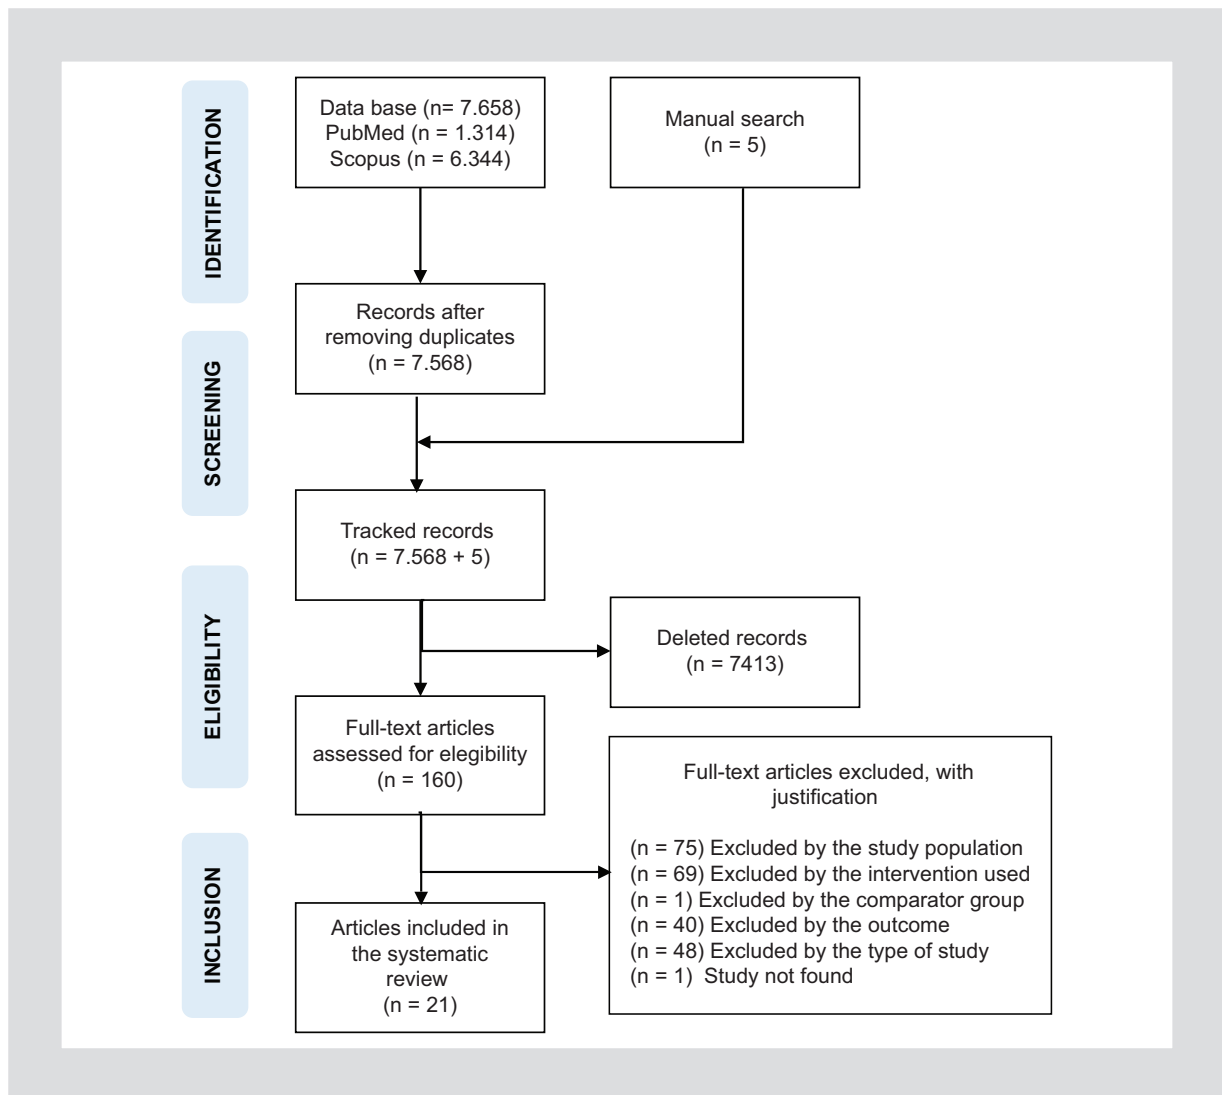 IDENTIFICATION
Data base (n= 7.658)
PubMed (n = 1.314)
Scopus (n = 6.344)
Manual search
(n = 5)
Records after
removing duplicates
(n = 7.568)
SCREENING
Tracked records
(n = 7.568 + 5)
ELIGIBILITY
Deleted records
(n = 7413)
Full-text articles
assessed for elegibility
(n = 160)
Full-text articles excluded, with
justification
(n = 75) Excluded by the study population
(n = 69) Excluded by the intervention used
(n = 1) Excluded by the comparator group
(n = 40) Excluded by the outcome
(n = 48) Excluded by the type of study
(n = 1) Study not found
INCLUSION
Articles included in
the systematic
review
(n = 21)